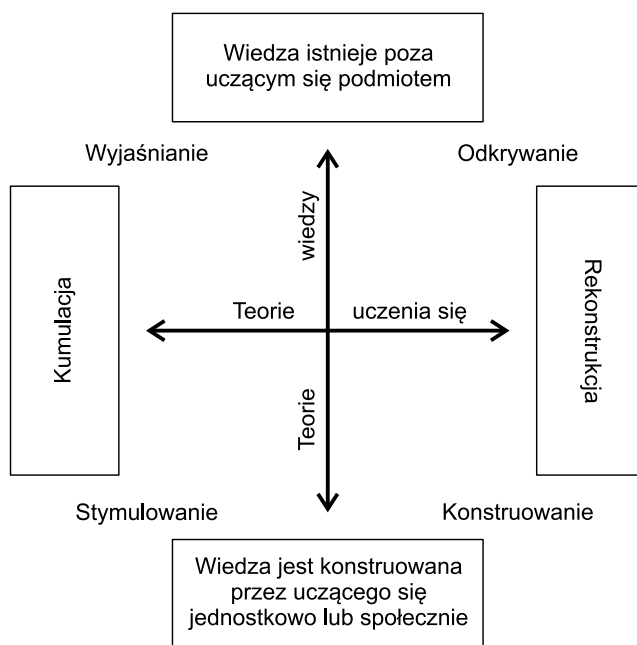 Wiedza istnieje poza
uczącym się podmiotem
Wyjaśnianie
Odkrywanie
wiedzy
Kumulacja
Teorie
uczenia się
Rekonstrukcja
Teorie
Stymulowanie
Konstruowanie
Wiedza jest konstruowana
przez uczącego się
jednostkowo lub społecznie